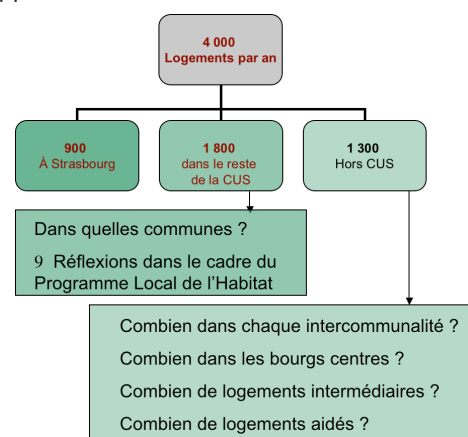 4 000
Logements par an
900
À Strasbourg
1 800
dans le reste
de la CUS
1 300
Hors CUS
Dans quelles communes ?
9 Réflexions dans le cadre du
Programme Local de l'Habitat
Combien dans chaque intercommunalité ?
Combien dans les bourgs centres ?
Combien de logements intermédiaires ?
Combien de logements aidés ?